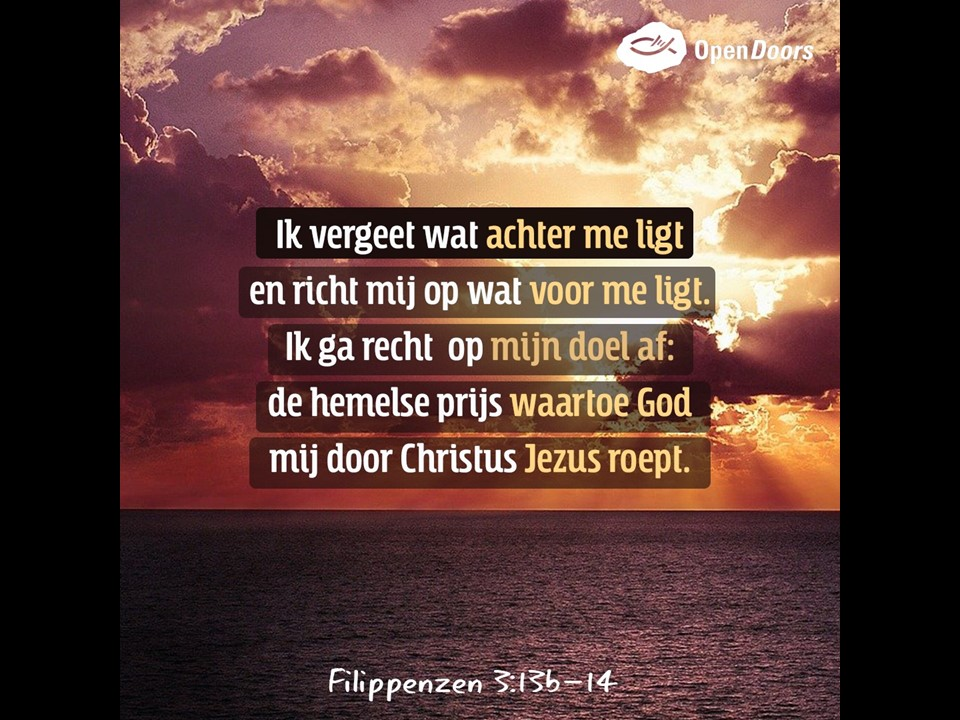 OpenDoors
Ik vergeet wat achter me ligt
en richt mij op wat voor me ligt.
Ik ga recht op mijn doel af:
de hemelse prijs waartoe God
mij door Christus Jezus roept.
Filippenzen 3:13b-14